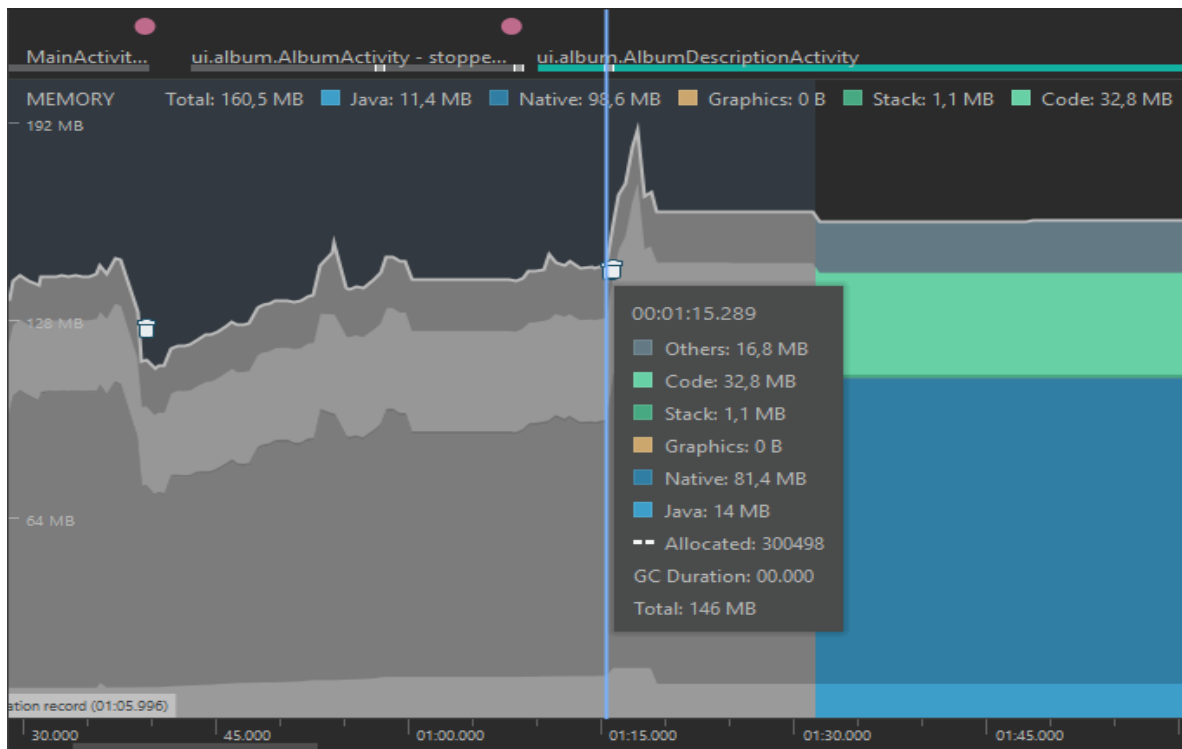 MainActivit...
ui.album.AlbumActivity - stoppe...
ui.album.AlbumDescriptionActivity
MEMORY Total: 160,5 MB Java: 11,4 MB Native: 98,6 MB Graphics: 0 B Stack: 1,1 MB Code: 32,8 MB
192 MB
128 MB
64 MB
00:01:15.289
Others: 16,8 MB
Code: 32,8 MB
Stack: 1,1 MB
Graphics: 0 B
Native: 81,4 MB
Java: 14 MB
Allocated: 300498
GC Duration: 00.000
Total: 146 MB
ation record (01:05.996)
30.000 45.000 01:00.000 01:15.000 01:30.000 01:45.000